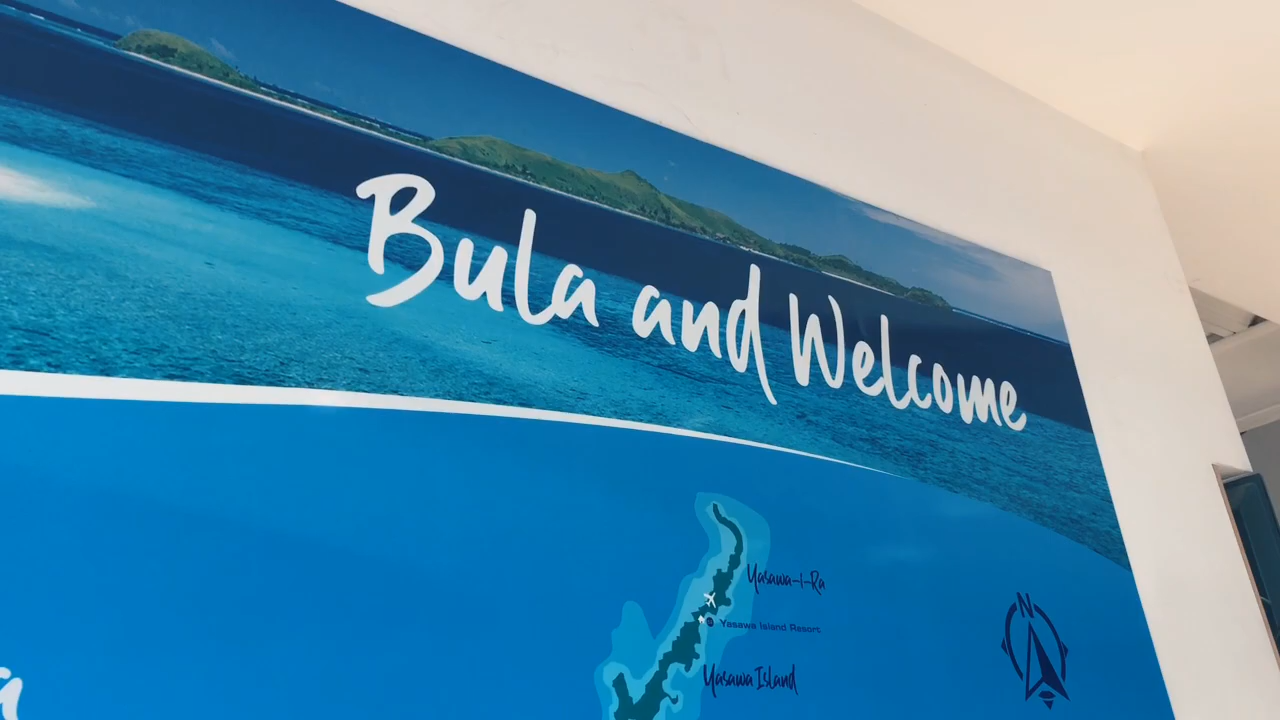 Bula and Welcome
Yasawa-i-Ra
Yasawa Island Resort
Yasawa Island
N